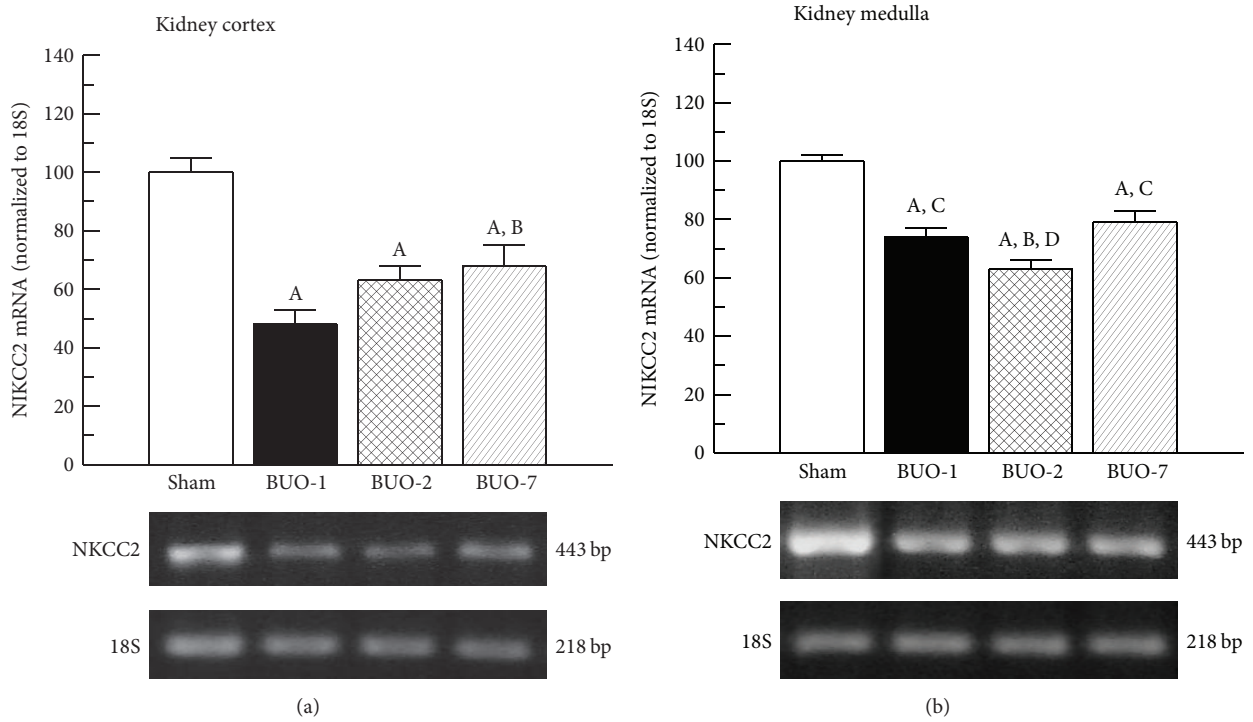 Kidney cortex
NIKCC2 mRNA (normalized to 18S)
140
120
100
80
60
40
20
0
A
A
A, B
Sham BUO-1 BUO-2 BUO-7
NKCC2 443 bp
18S 218 bp
(a)
Kidney medulla
NIKCC2 mRNA (normalized to 18S)
140
120
100
80
60
40
20
0
A, C
A, B, D
A, C
Sham BUO-1 BUO-2 BUO-7
NKCC2 443 bp
18S 218 bp
(b)